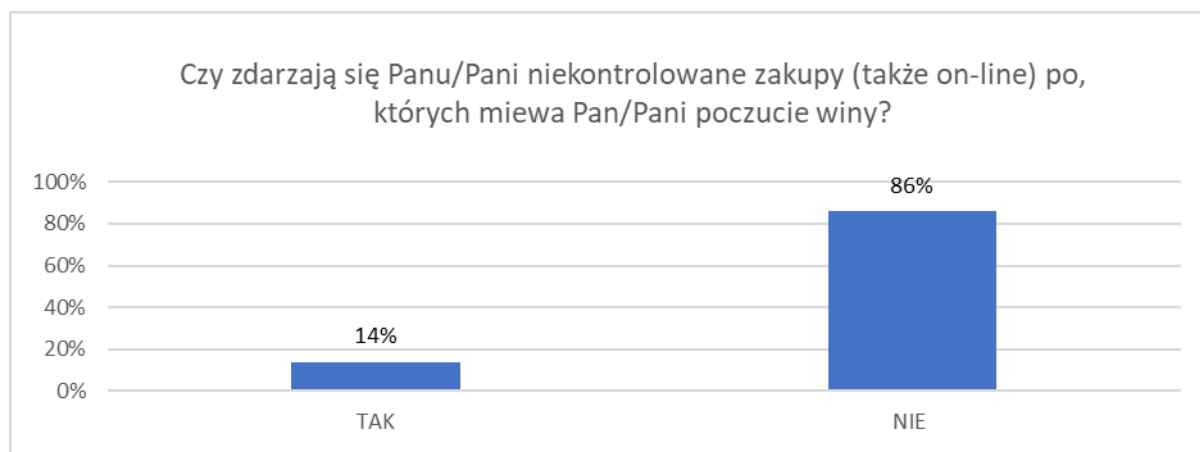 Czy zdarzają się Panu/Pani niekontrolowane zakupy (także on-line) po,
których miewa Pan/Pani poczucie winy?
100%
80%
60%
40%
20%
0%
14%
86%
TAK
NIE